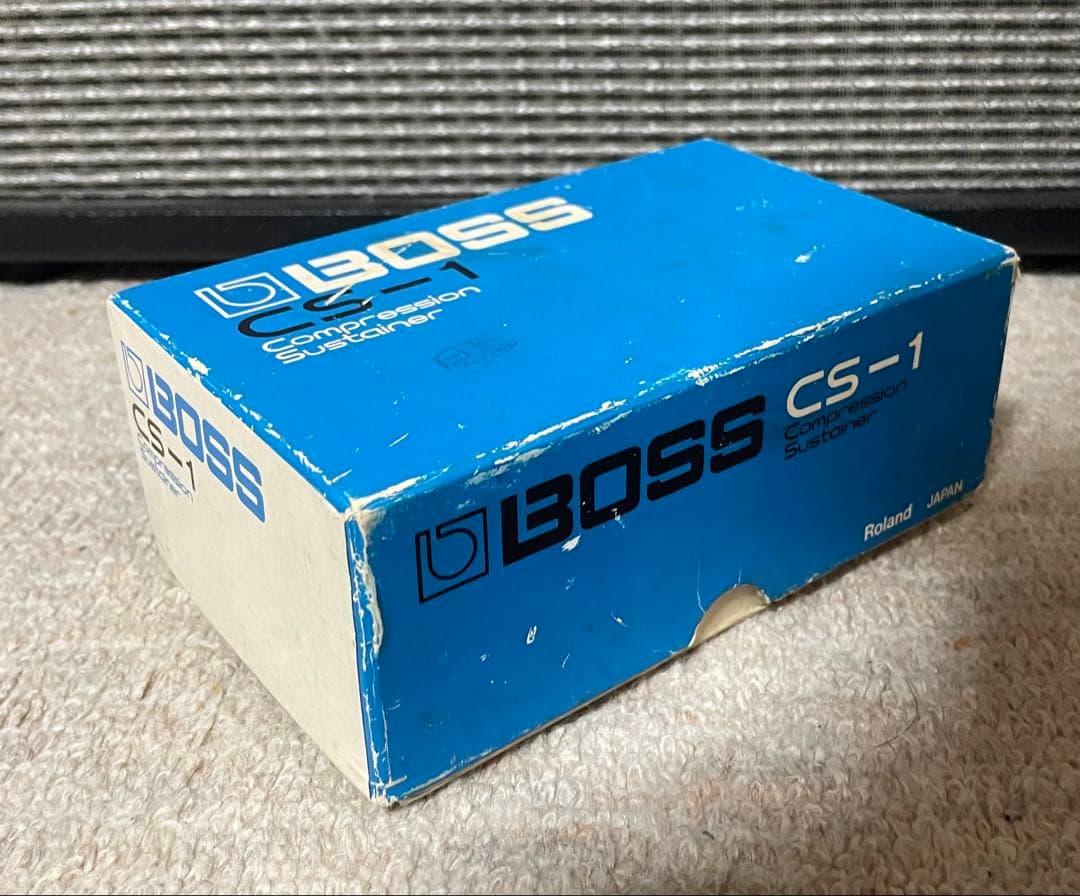 BOSS
CS-1
Compression
Sustainer
BOSS
CS-1
Compression
Sustainer
BOSS
CS-1
Compression
Sustainer
Roland JAPAN